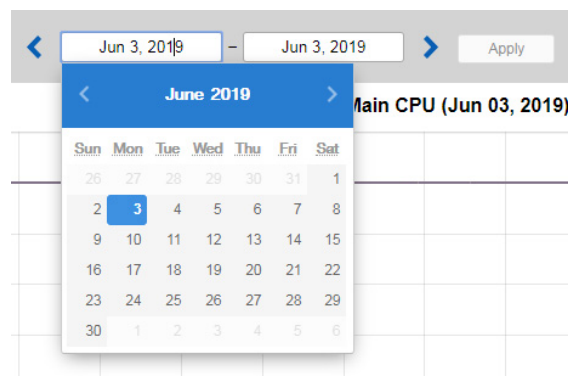 Jun 3, 2019 – Jun 3, 2019 Apply
June 2019
Main CPU (Jun 03, 2019)
Sun Mon Tue Wed Thu Fri Sat
26 27 28 29 30 31 1
2 3 4 5 6 7 8
9 10 11 12 13 14 15
16 17 18 19 20 21 22
23 24 25 26 27 28 29
30 1 2 3 4 5 6